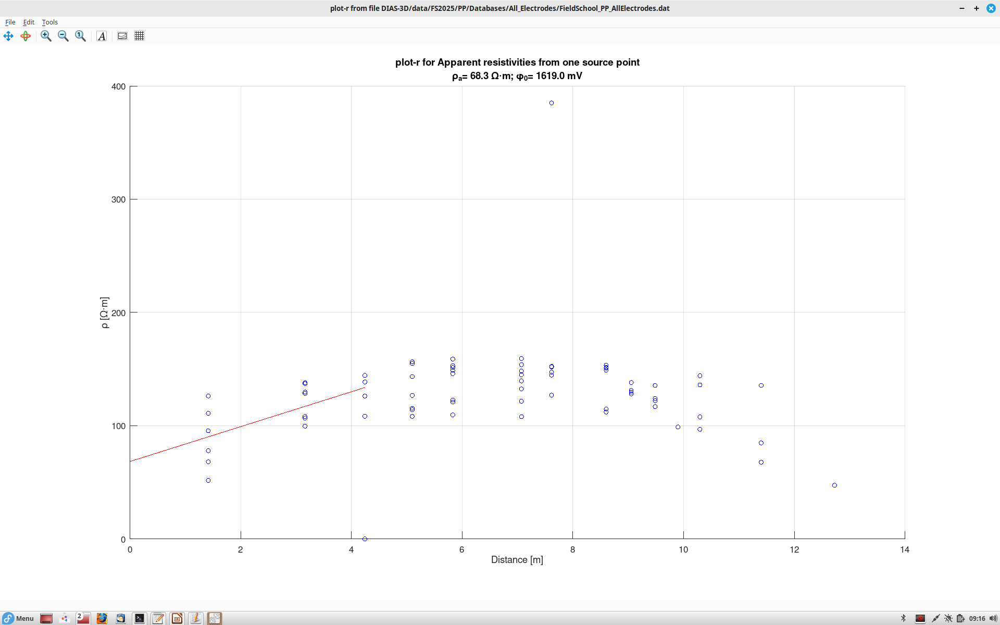 plot-r from file DIAS-3D/data/FS2025/PP/Databases/All_Electrodes/FieldSchool_PP_AllElectrodes.dat
File Edit Tools
A
plot-r for Apparent resistivities from one source point
ρa= 68.3 Ω·m; φ0= 1619.0 mV
400
300
200
100
0
ρ [Ω·m]
0 2 4 6 8 10 12 14
Distance [m]
Menu 2 09:16